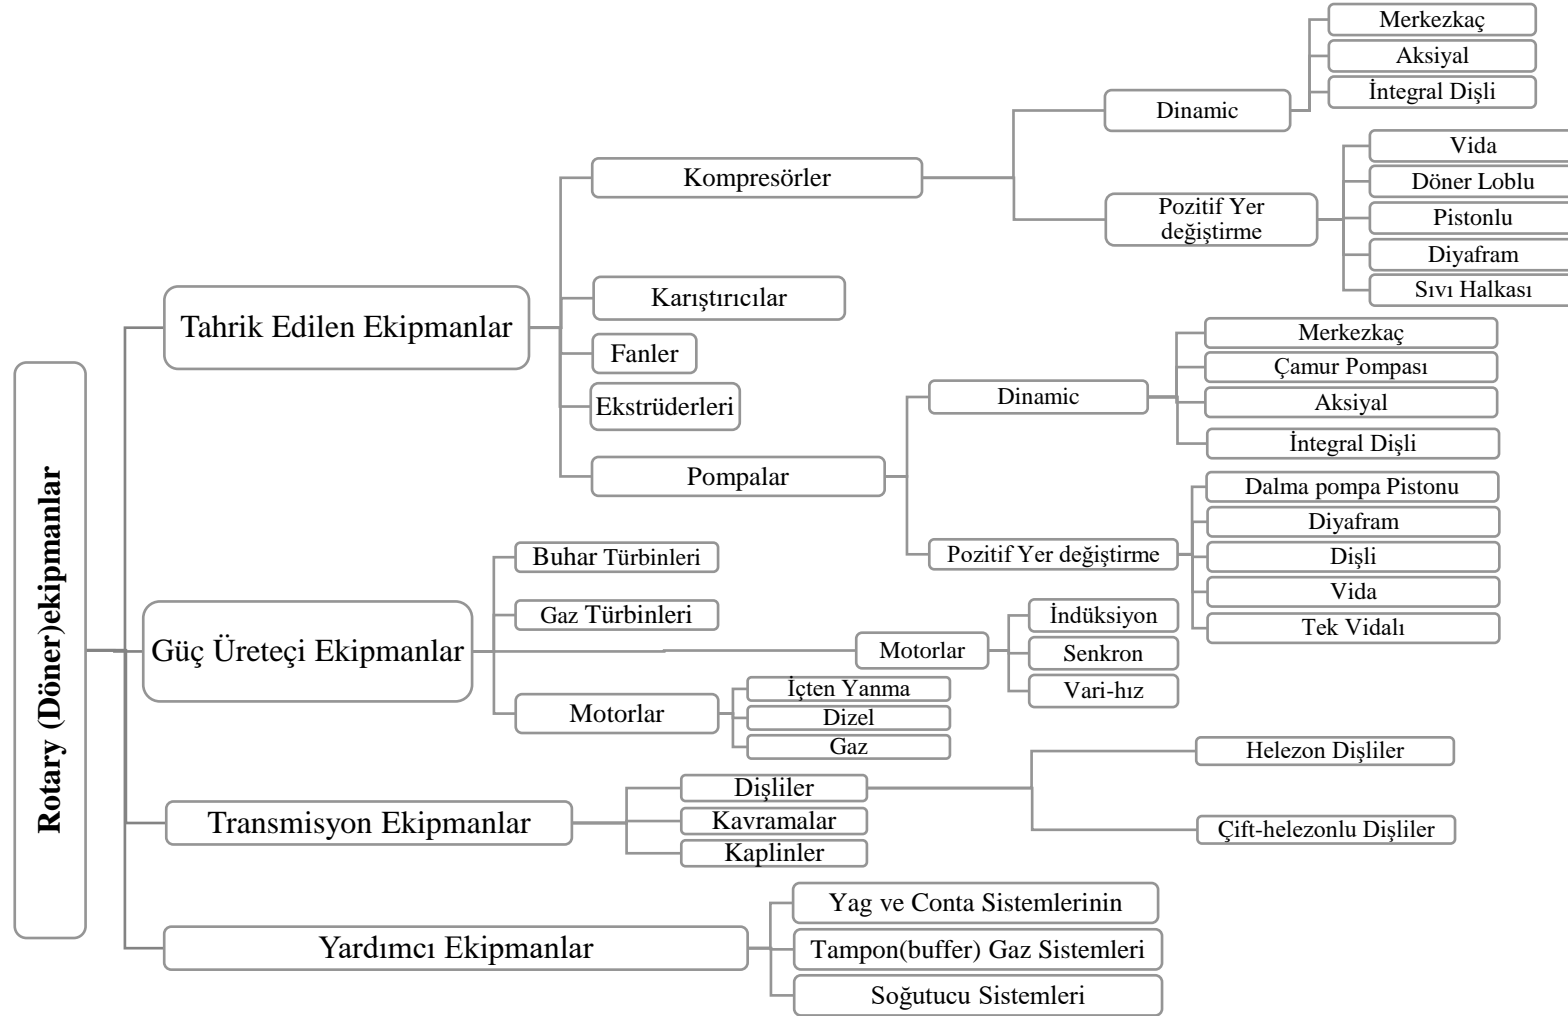 Rotary (Döner)ekipmanlar
Tahrik Edilen Ekipmanlar
Kompresörler
Dinamic
Merkezkaç
Aksiyal
İntegral Dişli
Pozitif Yer
değiştirme
Vida
Döner Loblu
Pistonlu
Diyafram
Sıvı Halkası
Karıştırıcılar
Fanler
Ekstrüderleri
Pompalar
Dinamic
Merkezkaç
Çamur Pompası
Aksiyal
İntegral Dişli
Pozitif Yer değiştirme
Dalma pompa Pistonu
Diyafram
Dişli
Vida
Tek Vidalı
Güç Üreteçi Ekipmanlar
Buhar Türbinleri
Gaz Türbinleri
Motorlar
İndüksiyon
Senkron
Vari-hız
Motorlar
İçten Yanma
Dizel
Gaz
Transmisyon Ekipmanlar
Dişliler
Helezon Dişliler
Çift-helezonlu Dişliler
Kavramalar
Kaplinler
Yardımcı Ekipmanlar
Yag ve Conta Sistemlerinin
Tampon(buffer) Gaz Sistemleri
Soğutucu Sistemleri